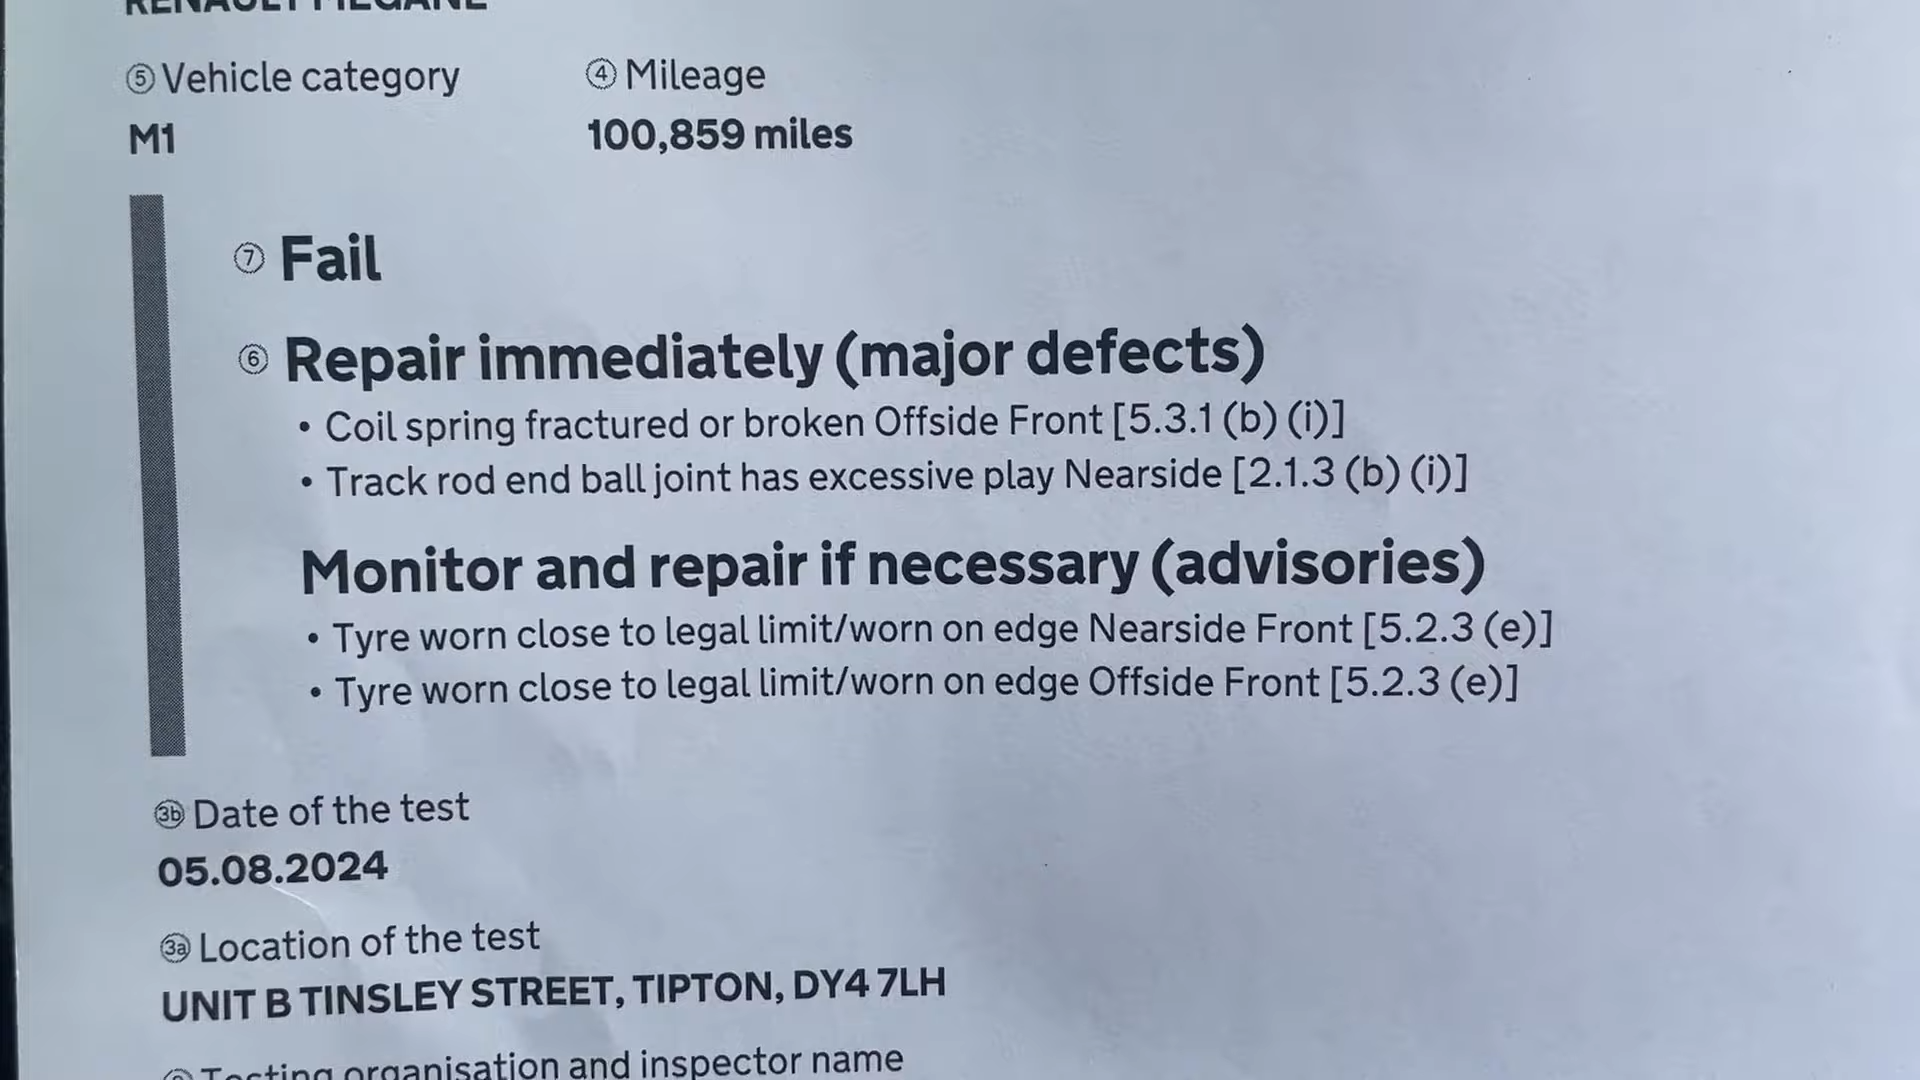 RENAULT MEGANE
⑤ Vehicle category
④ Mileage
M1
100,859 miles
⑦ Fail
⑥ Repair immediately (major defects)
• Coil spring fractured or broken Offside Front [5.3.1 (b) (i)]
• Track rod end ball joint has excessive play Nearside [2.1.3 (b) (i)]
Monitor and repair if necessary (advisories)
• Tyre worn close to legal limit/worn on edge Nearside Front [5.2.3 (e)]
• Tyre worn close to legal limit/worn on edge Offside Front [5.2.3 (e)]
3b Date of the test
05.08.2024
3a Location of the test
UNIT B TINSLEY STREET, TIPTON, DY4 7LH
Testing organisation and inspector name